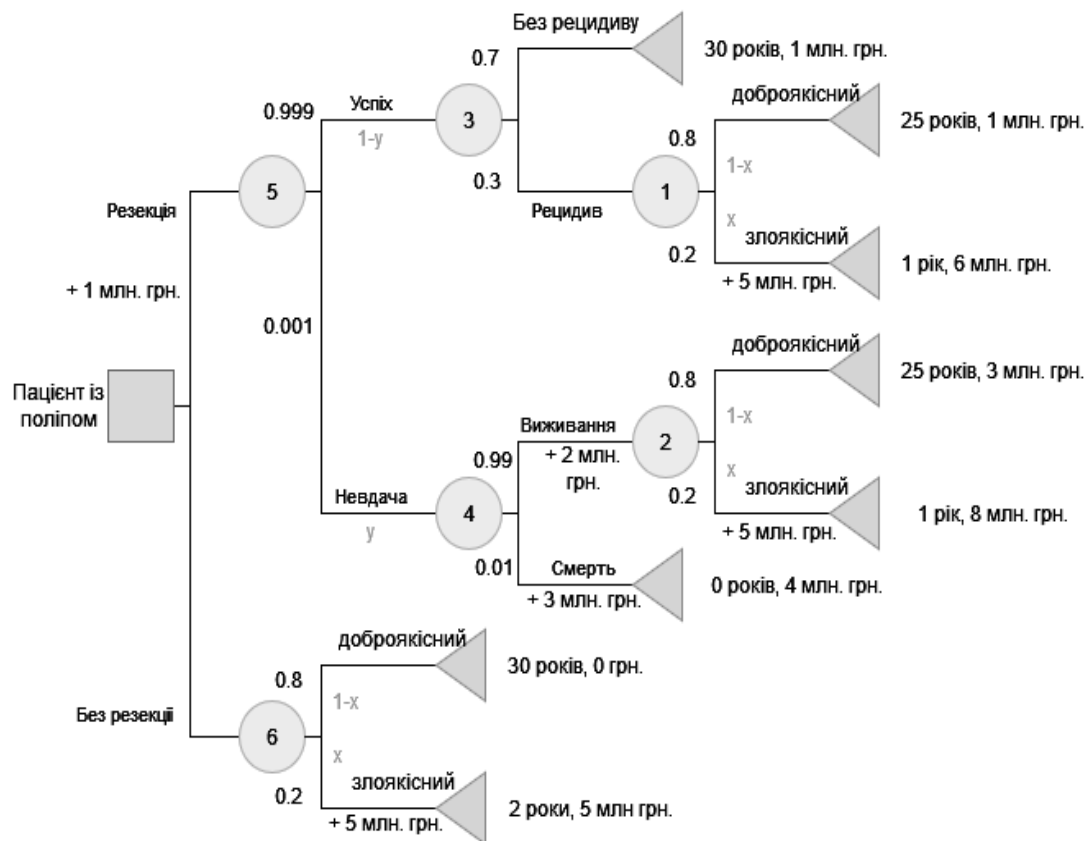 Без рецидиву
0.7
30 років, 1 млн. грн.
доброякісний
0.999
Успіх
3
0.8
25 років, 1 млн. грн.
1-y
1-x
0.3
5
1
Резекція
Рецидив
x
злоякісний
0.2
1 рік, 6 млн. грн.
+ 5 млн. грн.
+ 1 млн. грн.
0.001
доброякісний
25 років, 3 млн. грн.
0.8
Пацієнт із
поліпом
Виживання
2
1-x
0.99
+ 2 млн.
грн.
x
злоякісний
Невдача
4
0.2
1 рік, 8 млн. грн.
y
+ 5 млн. грн.
0.01
Смерть
0 років, 4 млн. грн.
+ 3 млн. грн.
доброякісний
30 років, 0 грн.
0.8
1-x
Без резекції
6
x
злоякісний
0.2
2 роки, 5 млн грн.
+ 5 млн. грн.